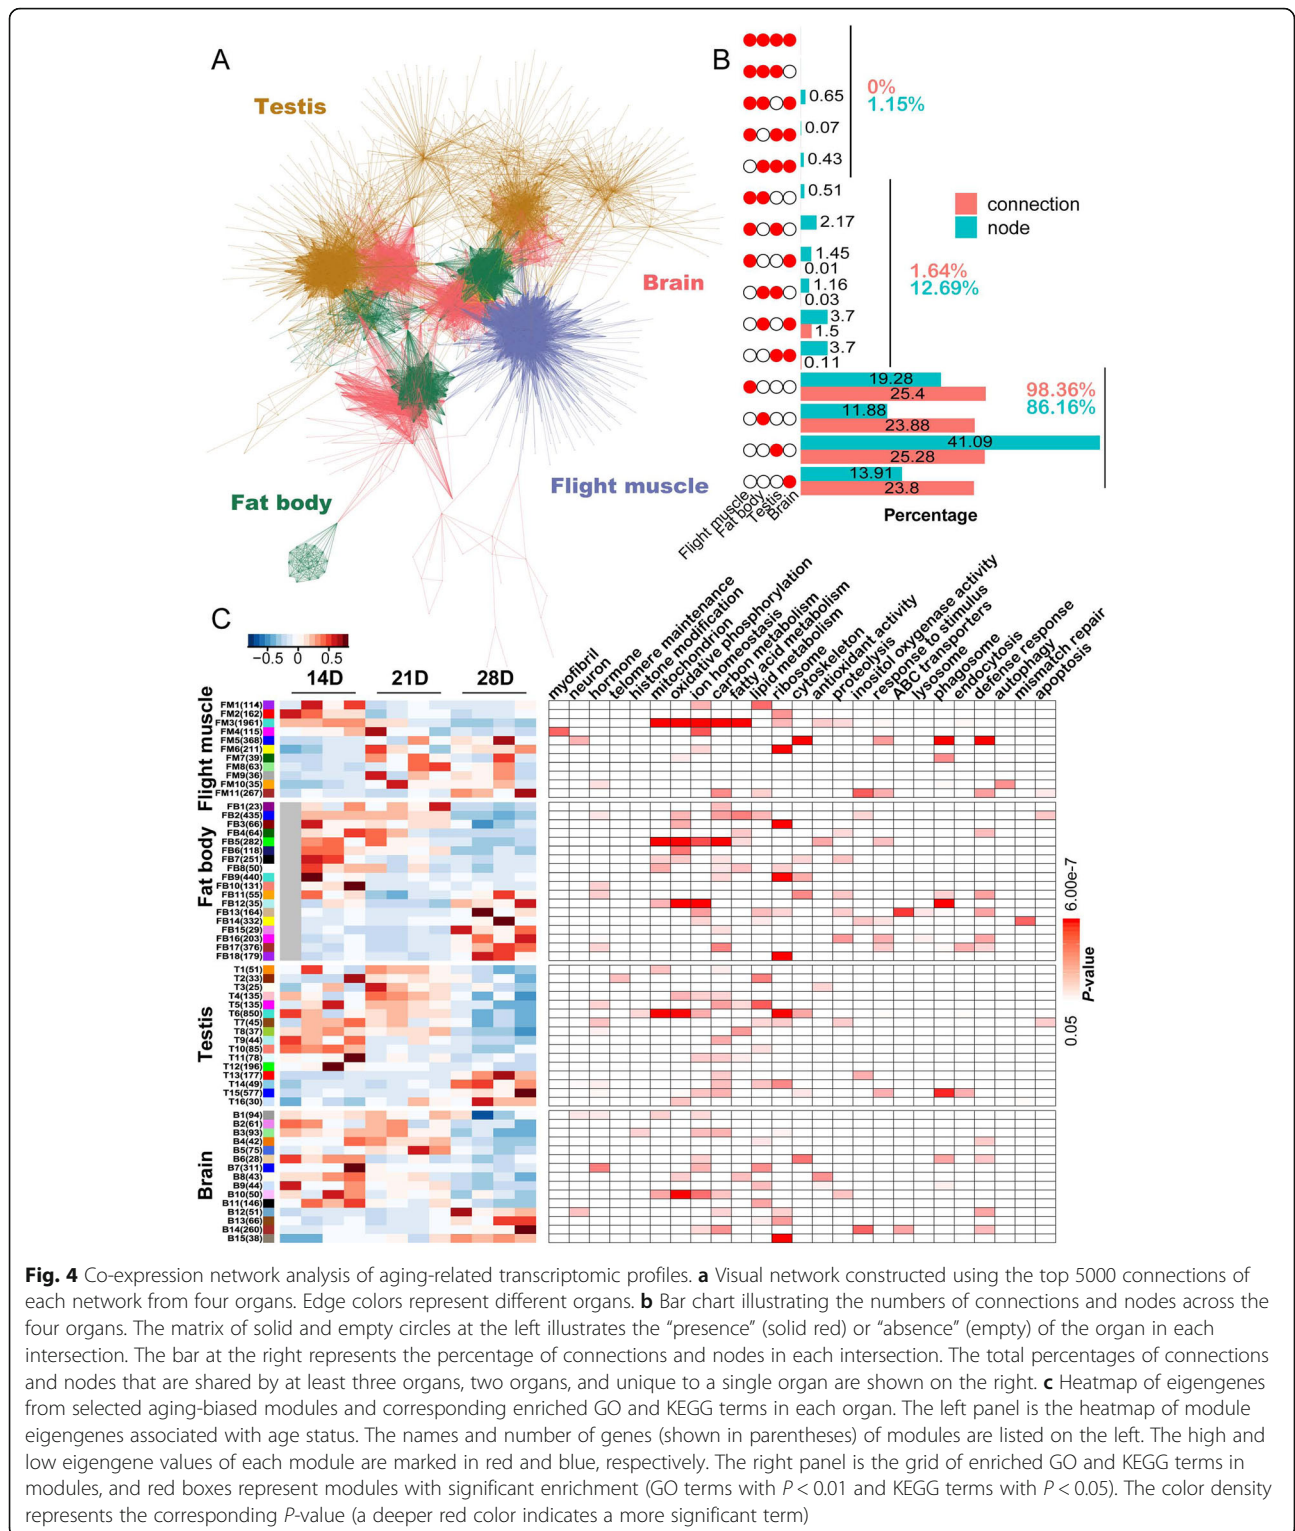 A
Testis
Brain
Flight muscle
Fat body
B
0.65
0.07
0.43
0.51
2.17
1.45
0.01
1.16
0.03
3.7
1.5
3.7
0.11
19.28
25.4
11.88
23.88
41.09
25.28
13.91
23.8
0%
1.15%
connection
node
1.64%
12.69%
98.36%
86.16%
Flight muscle
Fat body
Testis
Brain
Percentage
C
−0.5 0 0.5
14D 21D 28D
myofibril
neuron
hormone
telomere maintenance
histone modification
mitochondrion
oxidative phosphorylation
ion homestasis
carbon metabolism
fatty acid metabolism
lipid metabolism
ribosome
cytoskeleton
antioxidant activity
proteolysis
inositol oxygenase activity
response to stimulus
ABC transporters
lysosome
phagosome
endocytosis
defense response
autophagy
mismatch repair
apoptosis
Flight muscle
FM1(114)
FM2(162)
FM3(1961)
FM4(115)
FM5(368)
FM6(211)
FM7(39)
FM8(63)
FM9(36)
FM10(35)
FM11(267)
Fat body
FB1(23)
FB2(435)
FB3(66)
FB4(64)
FB5(282)
FB6(118)
FB7(251)
FB8(50)
FB9(440)
FB10(131)
FB11(55)
FB12(35)
FB13(164)
FB14(332)
FB15(29)
FB16(203)
FB17(376)
FB18(179)
Testis
T1(51)
T2(33)
T3(25)
T4(135)
T5(135)
T6(850)
T7(45)
T8(37)
T9(44)
T10(85)
T11(78)
T12(196)
T13(177)
T14(49)
T15(577)
T16(30)
Brain
B1(94)
B2(61)
B3(93)
B4(42)
B5(75)
B6(28)
B7(311)
B8(43)
B9(44)
B10(50)
B11(146)
B12(51)
B13(66)
B14(260)
B15(38)
6.00e-7
P-value
0.05
Fig. 4 Co-expression network analysis of aging-related transcriptomic profiles. a Visual network constructed using the top 5000 connections of
each network from four organs. Edge colors represent different organs. b Bar chart illustrating the numbers of connections and nodes across the
four organs. The matrix of solid and empty circles at the left illustrates the “presence” (solid red) or “absence” (empty) of the organ in each
intersection. The bar at the right represents the percentage of connections and nodes in each intersection. The total percentages of connections
and nodes that are shared by at least three organs, two organs, and unique to a single organ are shown on the right. c Heatmap of eigengenes
from selected aging-biased modules and corresponding enriched GO and KEGG terms in each organ. The left panel is the heatmap of module
eigengenes associated with age status. The names and number of genes (shown in parentheses) of modules are listed on the left. The high and
low eigengene values of each module are marked in red and blue, respectively. The right panel is the grid of enriched GO and KEGG terms in
modules, and red boxes represent modules with significant enrichment (GO terms with P < 0.01 and KEGG terms with P < 0.05). The color density
represents the corresponding P-value (a deeper red color indicates a more significant term)